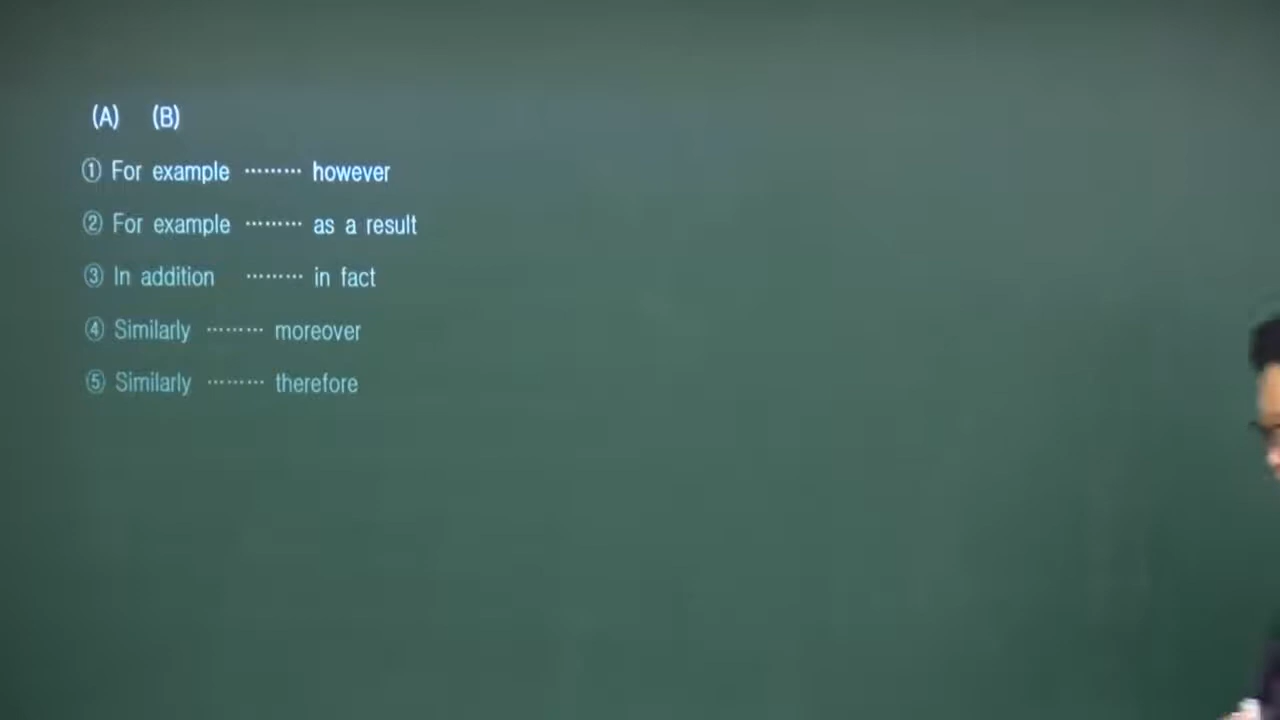 (A) (B)
① For example ········· however
② For example ········· as a result
③ In addition ········· in fact
④ Similarly ········· moreover
⑤ Similarly ········· therefore